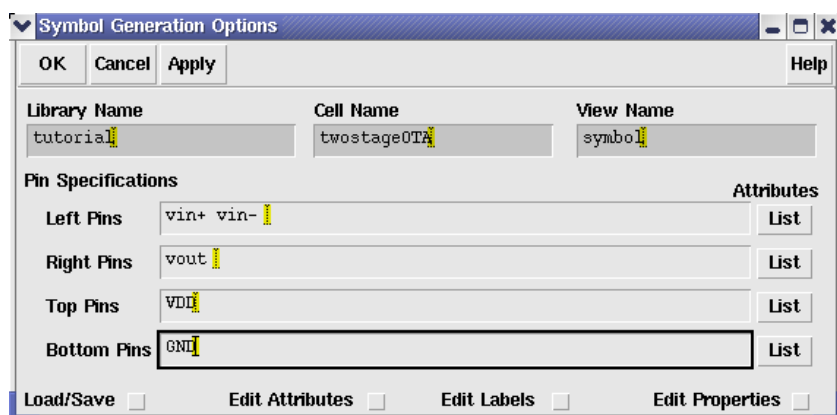 Symbol Generation Options
OK Cancel Apply Help
Library Name Cell Name View Name
tutorial twostageOTA symbol
Pin Specifications
Attributes
Left Pins vin+ vin- List
Right Pins vout List
Top Pins VDD List
Bottom Pins GND List
Load/Save Edit Attributes Edit Labels Edit Properties